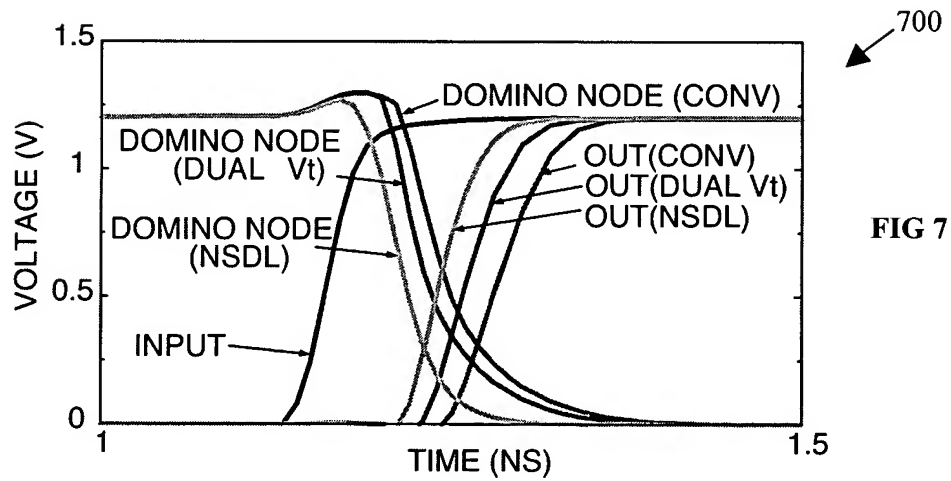 700
1.5
DOMINO NODE (CONV)
1
DOMINO NODE
(DUAL Vt)
OUT(CONV)
OUT(DUAL Vt)
OUT(NSDL)
DOMINO NODE
(NSDL)
FIG 7
VOLTAGE (V)
0.5
INPUT
0
1
1.5
TIME (NS)